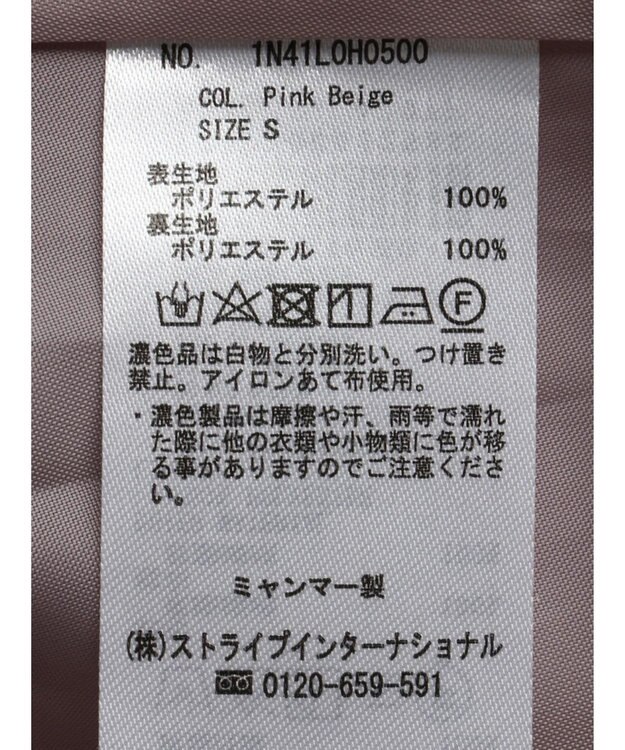 NO. 1N41L0H0500
COL. Pink Beige
SIZE S
表生地
ポリエステル 100%
裏生地
ポリエステル 100%
F
濃色品は白物と分別洗い。つけ置き
禁止。アイロンあて布使用。
・濃色製品は摩擦や汗、雨等で濡れ
た際に他の衣類や小物類に色が移
る事がありますのでご注意くださ
い。
ミャンマー製
(株)ストライプインターナショナル
0120-659-591